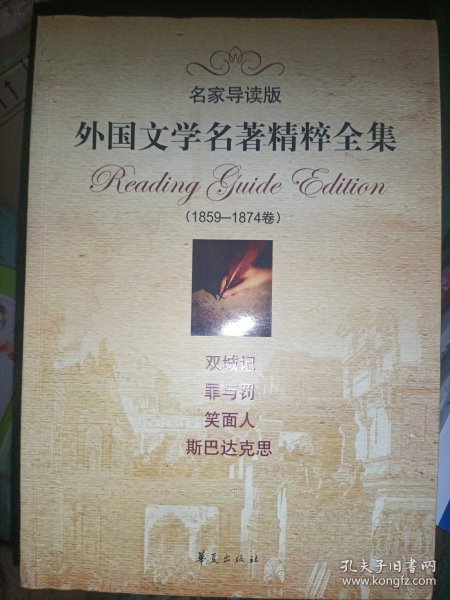 名家导读版
外国文学名著精粹全集
Reading Guide Edition
(1859—1874卷)
双城记
罪与罚
笑面人
斯巴达克思
华夏出版社
孔夫子旧书网
www.kongfz.com